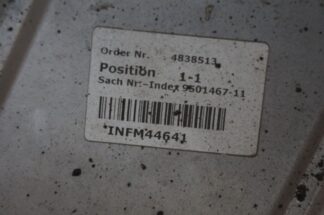 Order Nr. 4838513
Position 1-1
Sach Nr.-Index 9501467-11
INFM44641